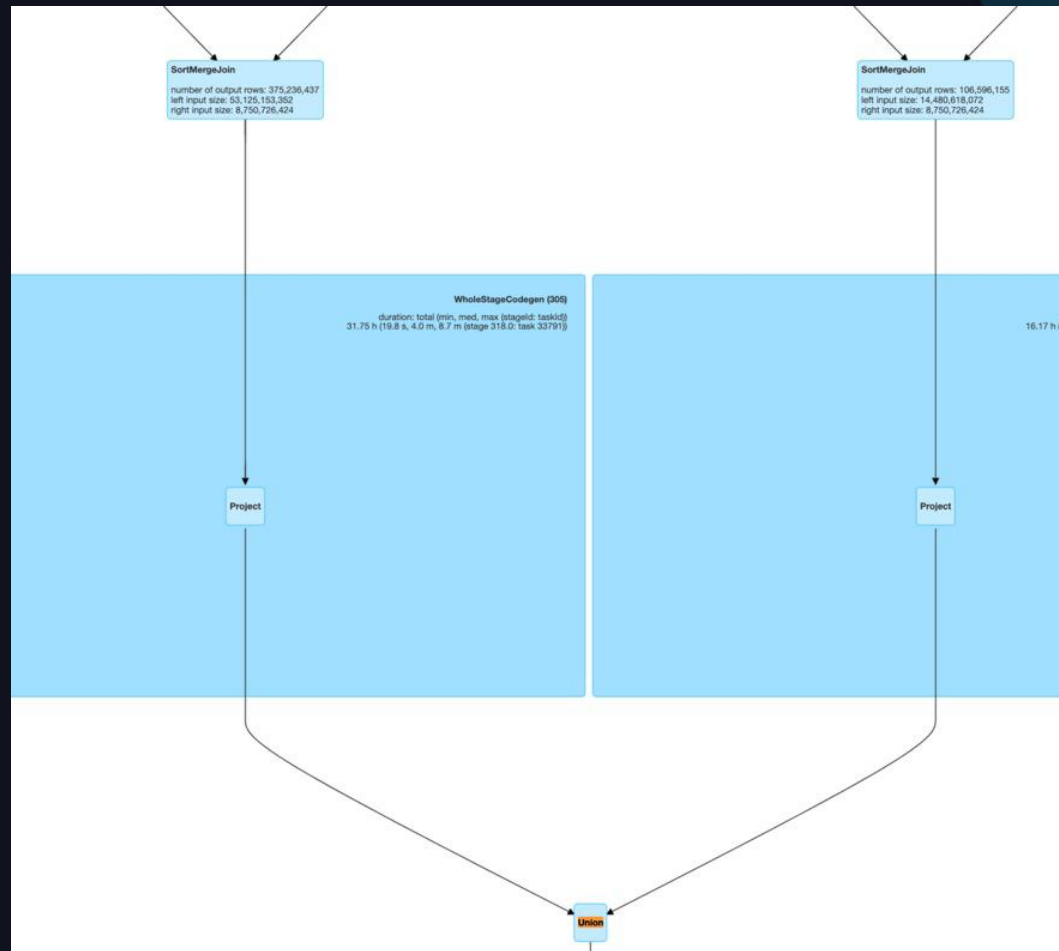 SortMergeJoin
number of output rows: 375,236,437
left input size: 53,125,153,352
right input size: 8,750,726,424
SortMergeJoin
number of output rows: 106,596,155
left input size: 14,480,618,072
right input size: 8,750,726,424
WholeStageCodegen (305)
duration: total (min, med, max (stageId: taskId))
31.75 h (19.8 s, 4.0 m, 8.7 m (stage 318.0: task 33791))
16.17 h
Project
Project
Union